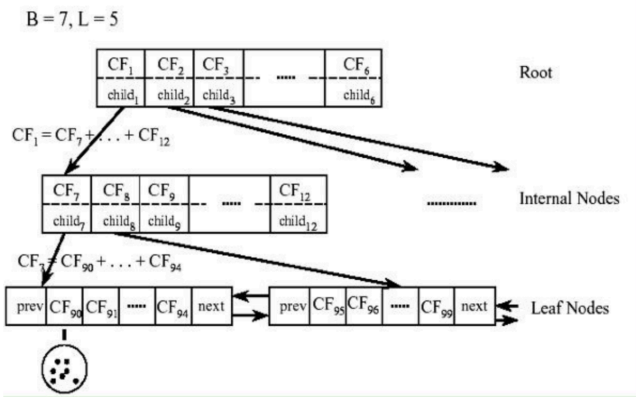 B = 7, L = 5
CF₁ CF₂ CF₃ ..... CF₆
Root
child₁ child₂ child₃ child₆
CF₁ = CF₇ + . . . + CF₁₂
CF₇ CF₈ CF₉ ..... CF₁₂
child₇ child₈ child₉ child₁₂
............. Internal Nodes
CF₇ = CF₉₀ + . . . + CF₉₄
prev CF₉₀ CF₉₁ ..... CF₉₄ next
prev CF₉₅ CF₉₆ ..... CF₉₉ next
Leaf Nodes